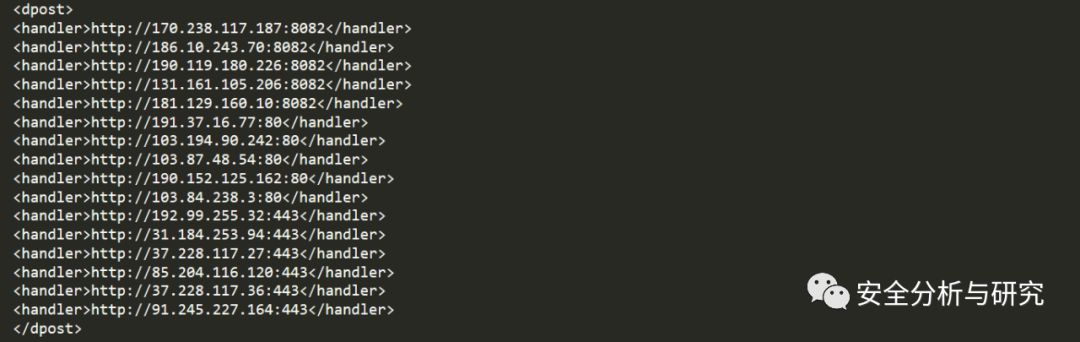 <dpost>
<handler>http://170.238.117.187:8082</handler>
<handler>http://186.10.243.70:8082</handler>
<handler>http://190.119.180.226:8082</handler>
<handler>http://131.161.105.206:8082</handler>
<handler>http://181.129.160.10:8082</handler>
<handler>http://191.37.16.77:80</handler>
<handler>http://103.194.90.242:80</handler>
<handler>http://103.87.48.54:80</handler>
<handler>http://190.152.125.162:80</handler>
<handler>http://103.84.238.3:80</handler>
<handler>http://192.99.255.32:443</handler>
<handler>http://31.184.253.94:443</handler>
<handler>http://37.228.117.27:443</handler>
<handler>http://85.204.116.120:443</handler>
<handler>http://37.228.117.36:443</handler>
<handler>http://91.245.227.164:443</handler>
</dpost>
安全分析与研究